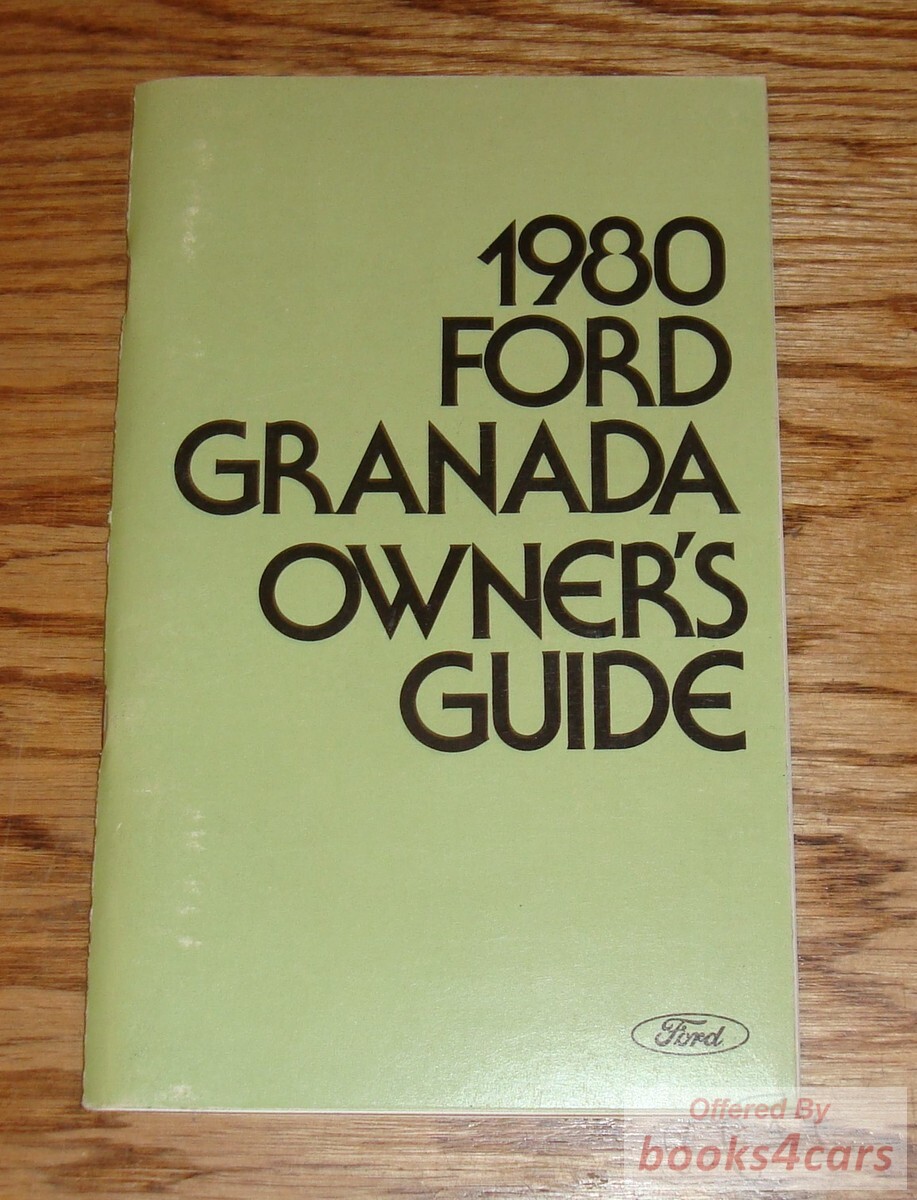 1980
FORD
GRANADA
OWNER'S
GUIDE
Ford
Offered By
books4cars